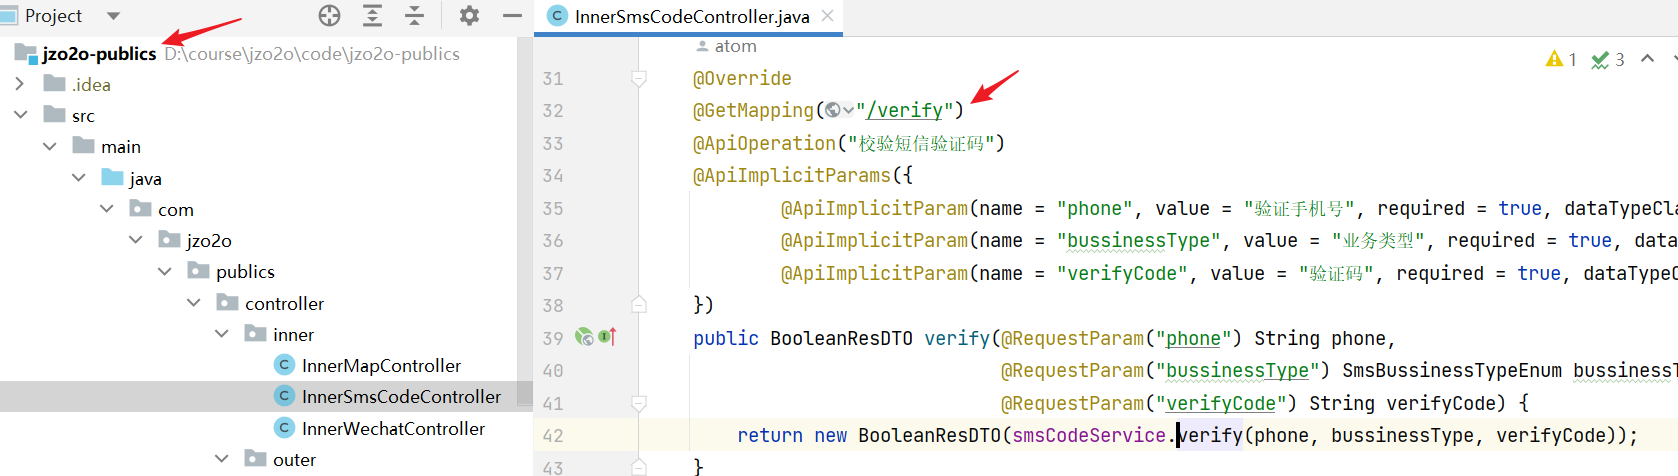 Project
jzo2o-publics D:\course\jzo2o\code\jzo2o-publics
.idea
src
main
java
com
jzo2o
publics
controller
inner
InnerMapController
InnerSmsCodeController
InnerWechatController
outer
InnerSmsCodeController.java
atom
1 3
31 @Override
32 @GetMapping("/verify")
33 @ApiOperation("校验短信验证码")
34 @ApiImplicitParams({
35 @ApiImplicitParam(name = "phone", value = "验证手机号", required = true, dataTypeCla
36 @ApiImplicitParam(name = "bussinessType", value = "业务类型", required = true, data
37 @ApiImplicitParam(name = "verifyCode", value = "验证码", required = true, dataTypeC
38 })
39 public BooleanResDTO verify(@RequestParam("phone") String phone,
40 @RequestParam("bussinessType") SmsBussinessTypeEnum bussinessT
41 @RequestParam("verifyCode") String verifyCode) {
42 return new BooleanResDTO(smsCodeService.verify(phone, bussinessType, verifyCode));
43 }